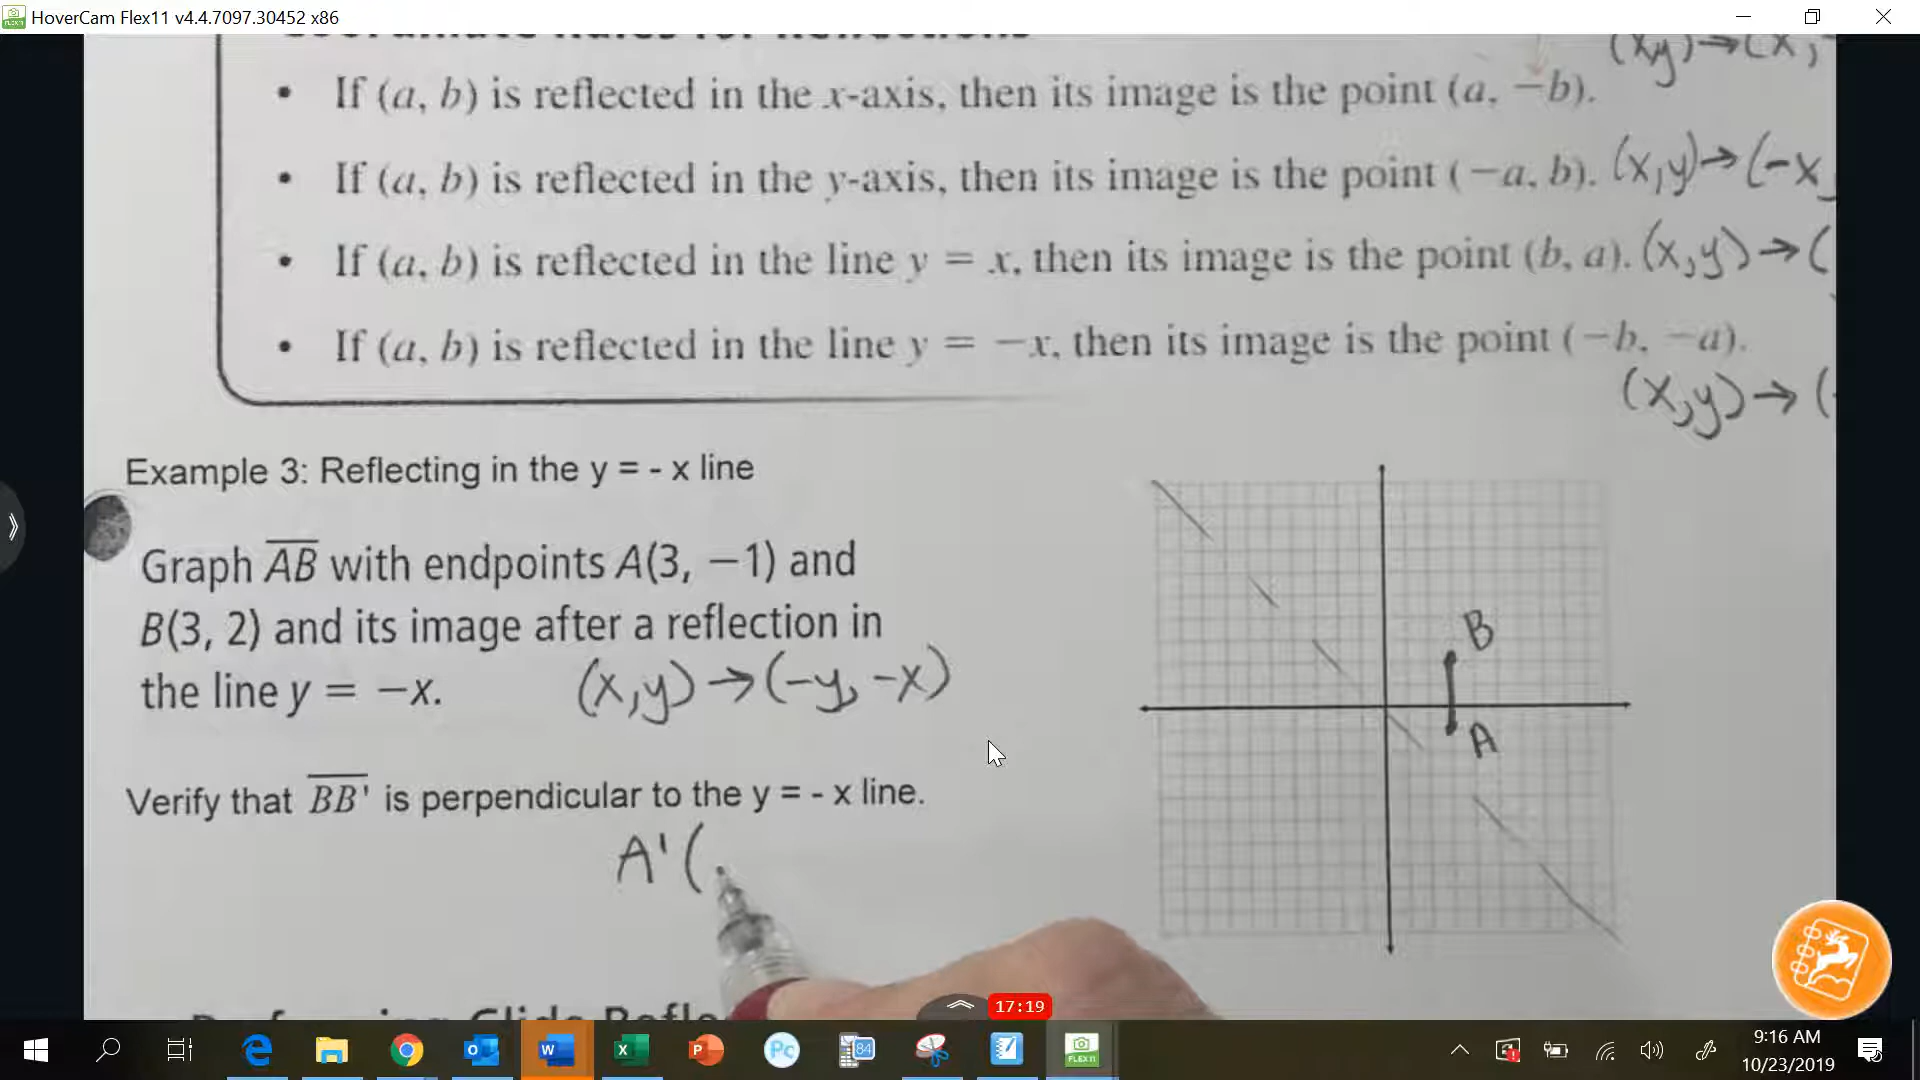 HoverCam Flex11 v4.4.7097.30452 x86
Coordinate Rules for Reflections
(x,y)→(x,
• If (a, b) is reflected in the x-axis, then its image is the point (a, −b).
• If (a, b) is reflected in the y-axis, then its image is the point (−a, b). (x,y)→(-x,
• If (a, b) is reflected in the line y = x, then its image is the point (b, a). (x,y)→(
• If (a, b) is reflected in the line y = −x, then its image is the point (−b, −a).
(x,y)→(-
Example 3: Reflecting in the y = - x line
Graph AB with endpoints A(3, −1) and
B(3, 2) and its image after a reflection in
the line y = −x. (x,y)→(-y,-x)
B
A
Verify that BB' is perpendicular to the y = - x line.
A'(
17:19
9:16 AM
10/23/2019